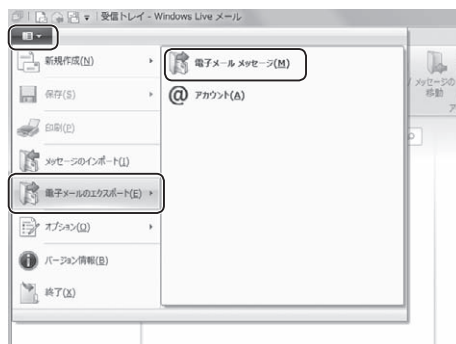 受信トレイ - Windows Live メール
新規作成(N)
保存(S)
印刷(P)
メッセージのインポート(I)
電子メールのエクスポート(E)
オプション(O)
バージョン情報(B)
終了(X)
電子メール メッセージ(M)
アカウント(A)
メッセージの
移動
ア